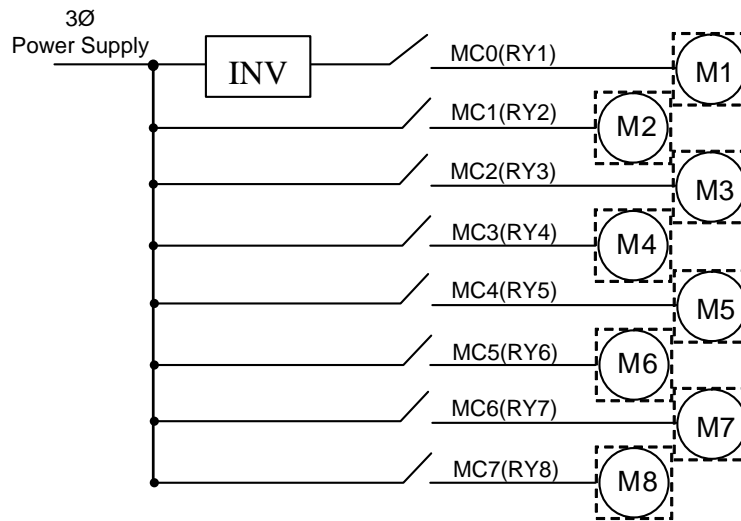 3Ø
Power Supply
INV
MC0(RY1)
M1
MC1(RY2)
M2
MC2(RY3)
M3
MC3(RY4)
M4
MC4(RY5)
M5
MC5(RY6)
M6
MC6(RY7)
M7
MC7(RY8)
M8